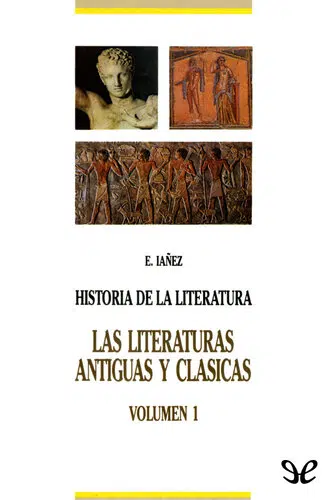 E. IAÑEZ
HISTORIA DE LA LITERATURA
LAS LITERATURAS
ANTIGUAS Y CLASICAS
VOLUMEN 1